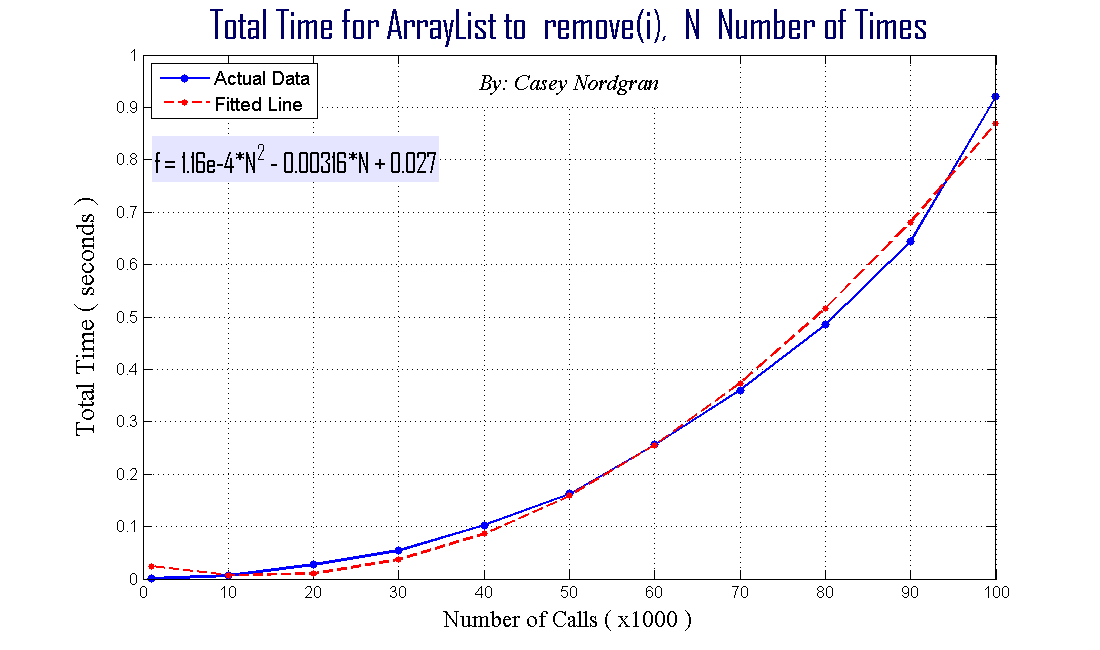 Total Time for ArrayList to remove(i), N Number of Times
By: Casey Nordgran
Actual Data
Fitted Line
f = 1.16e-4*N² - 0.00316*N + 0.027
Total Time ( seconds )
1
0.9
0.8
0.7
0.6
0.5
0.4
0.3
0.2
0.1
0
0 10 20 30 40 50 60 70 80 90 100
Number of Calls ( x1000 )